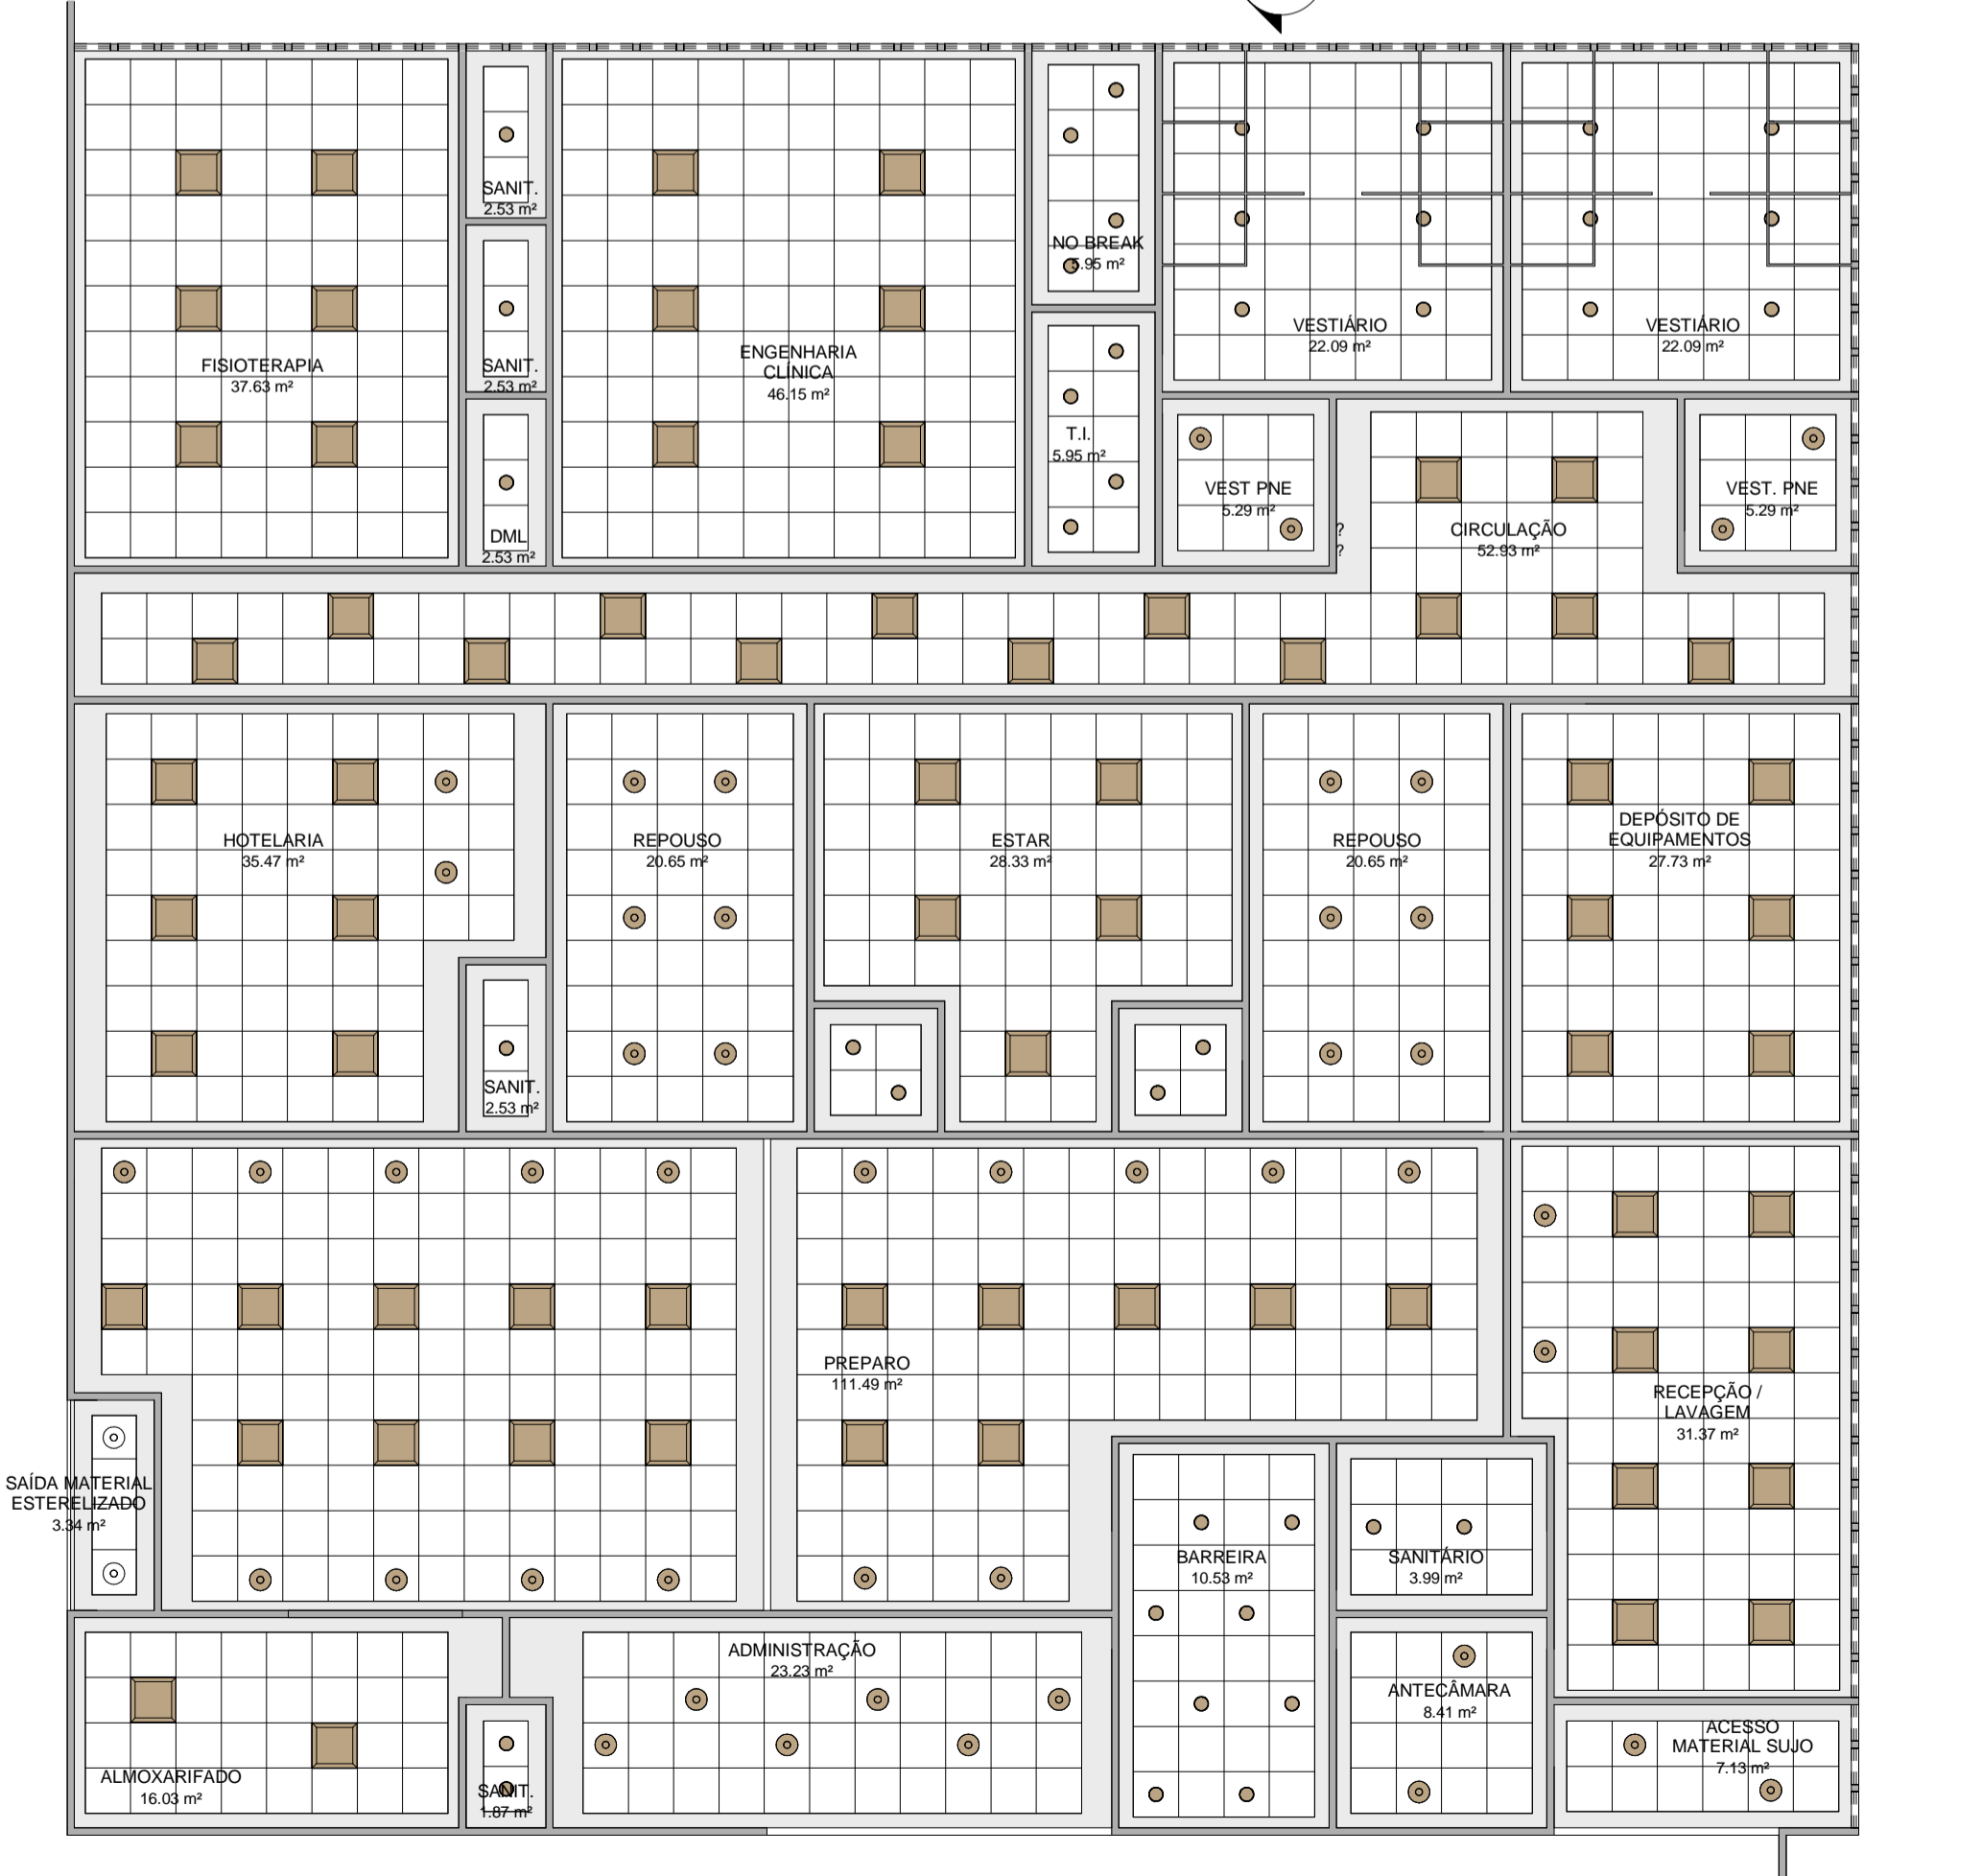 SANIT.
2.53 m²
NO BREAK
5.95 m²
FISIOTERAPIA
37.63 m²
SANIT.
2.53 m²
ENGENHARIA
CLÍNICA
46.15 m²
VESTIÁRIO
22.09 m²
VESTIÁRIO
22.09 m²
T.I.
5.95 m²
VEST PNE
5.29 m²
VEST. PNE
5.29 m²
DML
2.53 m²
?
?
CIRCULAÇÃO
52.93 m²
HOTELARIA
35.47 m²
REPOUSO
20.65 m²
ESTAR
28.33 m²
REPOUSO
20.65 m²
DEPÓSITO DE
EQUIPAMENTOS
27.73 m²
SANIT.
2.53 m²
PREPARO
111.49 m²
RECEPÇÃO /
LAVAGEM
31.37 m²
SAÍDA MATERIAL
ESTERELIZADO
3.34 m²
BARREIRA
10.53 m²
SANITÁRIO
3.99 m²
ADMINISTRAÇÃO
23.23 m²
ANTECÂMARA
8.41 m²
ACESSO
MATERIAL SUJO
7.13 m²
ALMOXARIFADO
16.03 m²
SANIT.
1.87 m²